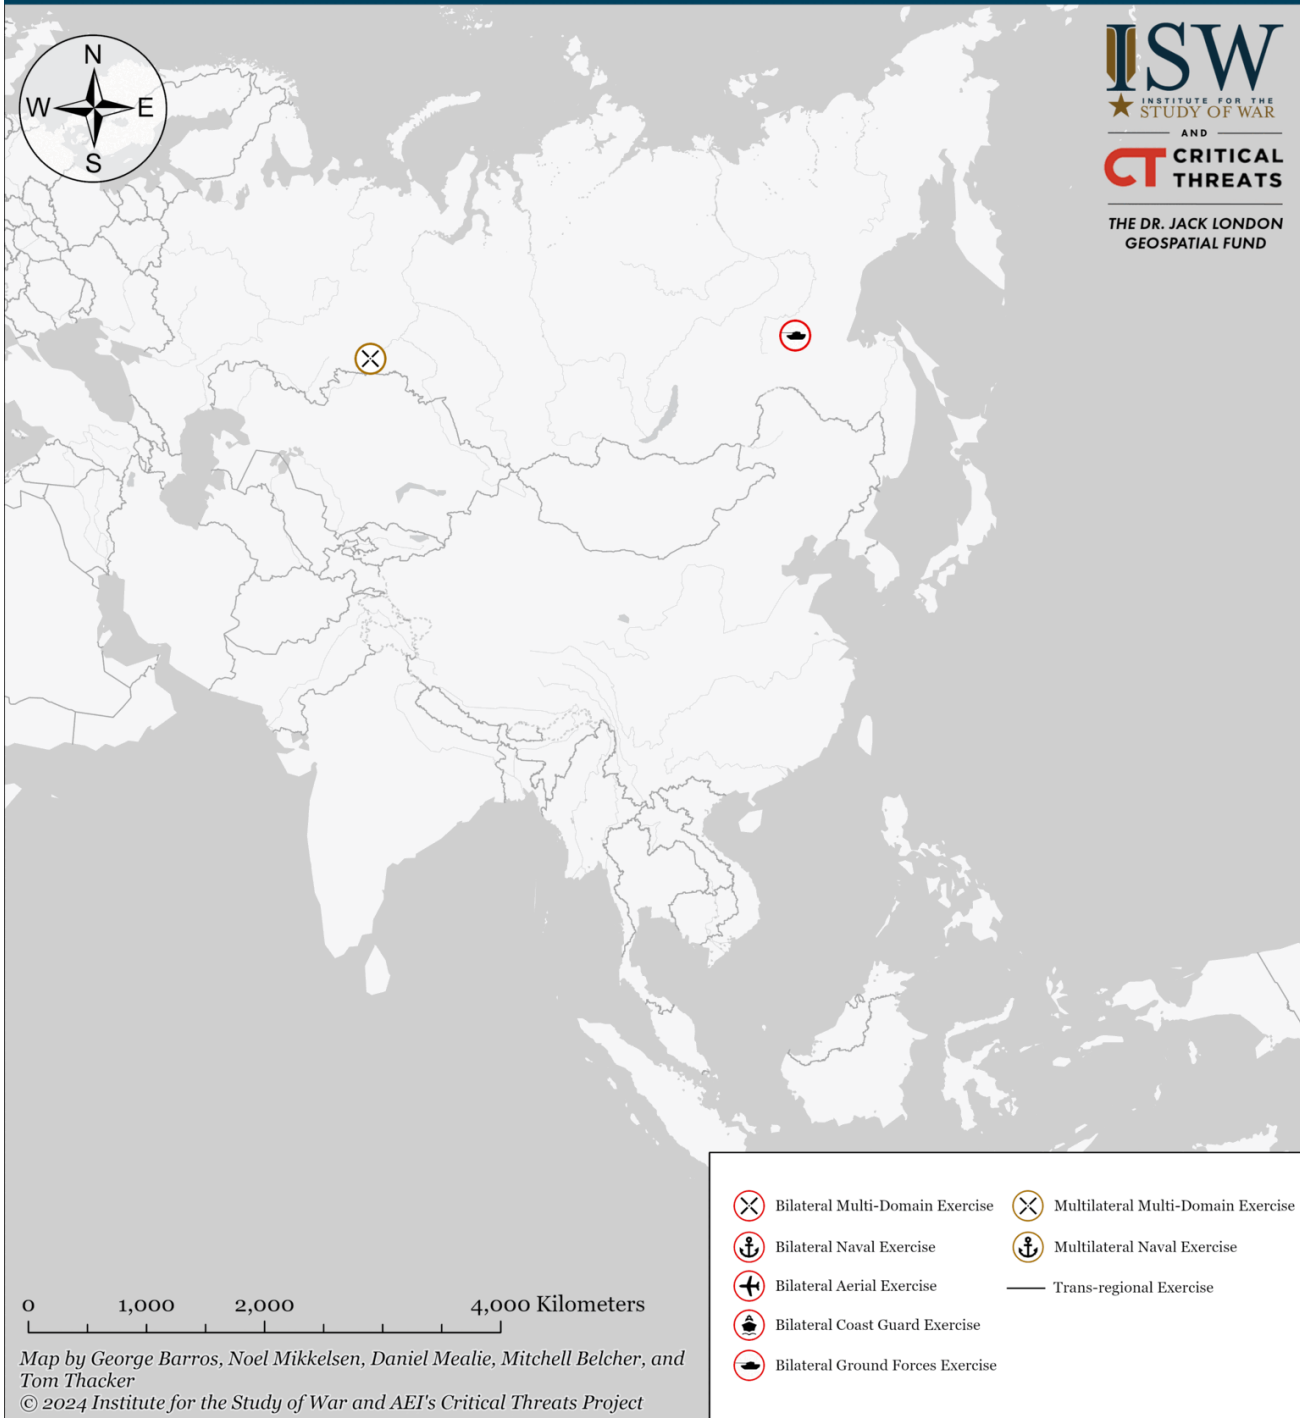 N
W E
S
ISW
INSTITUTE FOR THE
STUDY OF WAR
AND
CT CRITICAL
THREATS
THE DR. JACK LONDON
GEOSPATIAL FUND
Bilateral Multi-Domain Exercise
Multilateral Multi-Domain Exercise
Bilateral Naval Exercise
Multilateral Naval Exercise
Bilateral Aerial Exercise
Trans-regional Exercise
Bilateral Coast Guard Exercise
Bilateral Ground Forces Exercise
0 1,000 2,000 4,000 Kilometers
Map by George Barros, Noel Mikkelsen, Daniel Mealie, Mitchell Belcher, and
Tom Thacker
© 2024 Institute for the Study of War and AEI's Critical Threats Project